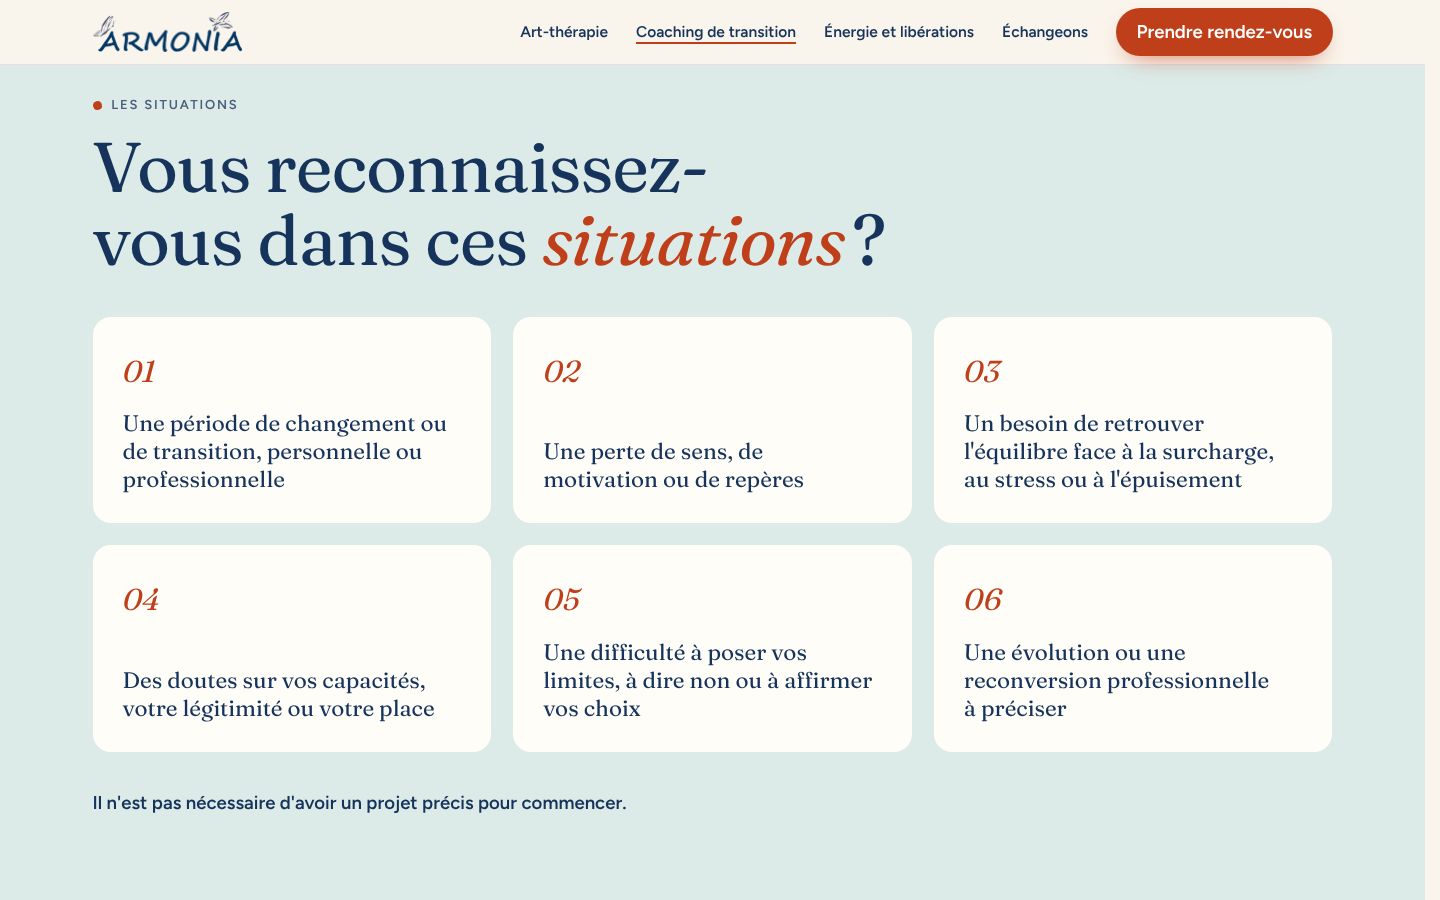 ARMONIA
Art-thérapie
Coaching de transition
Énergie et libérations
Échangeons
Prendre rendez-vous
LES SITUATIONS
Vous reconnaissez-
vous dans ces situations ?
01
Une période de changement ou
de transition, personnelle ou
professionnelle
02
Une perte de sens, de
motivation ou de repères
03
Un besoin de retrouver
l'équilibre face à la surcharge,
au stress ou à l'épuisement
04
Des doutes sur vos capacités,
votre légitimité ou votre place
05
Une difficulté à poser vos
limites, à dire non ou à affirmer
vos choix
06
Une évolution ou une
reconversion professionnelle
à préciser
Il n'est pas nécessaire d'avoir un projet précis pour commencer.